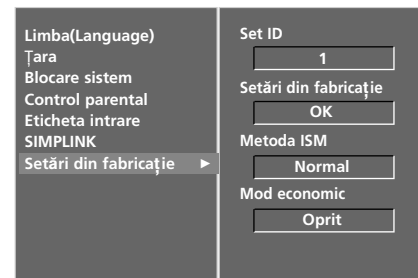 Limba(Language)
Țara
Blocare sistem
Control parental
Eticheta intrare
SIMPLINK
Setări din fabricație ►
Set ID
1
Setări din fabricație
OK
Metoda ISM
Normal
Mod economic
Oprit